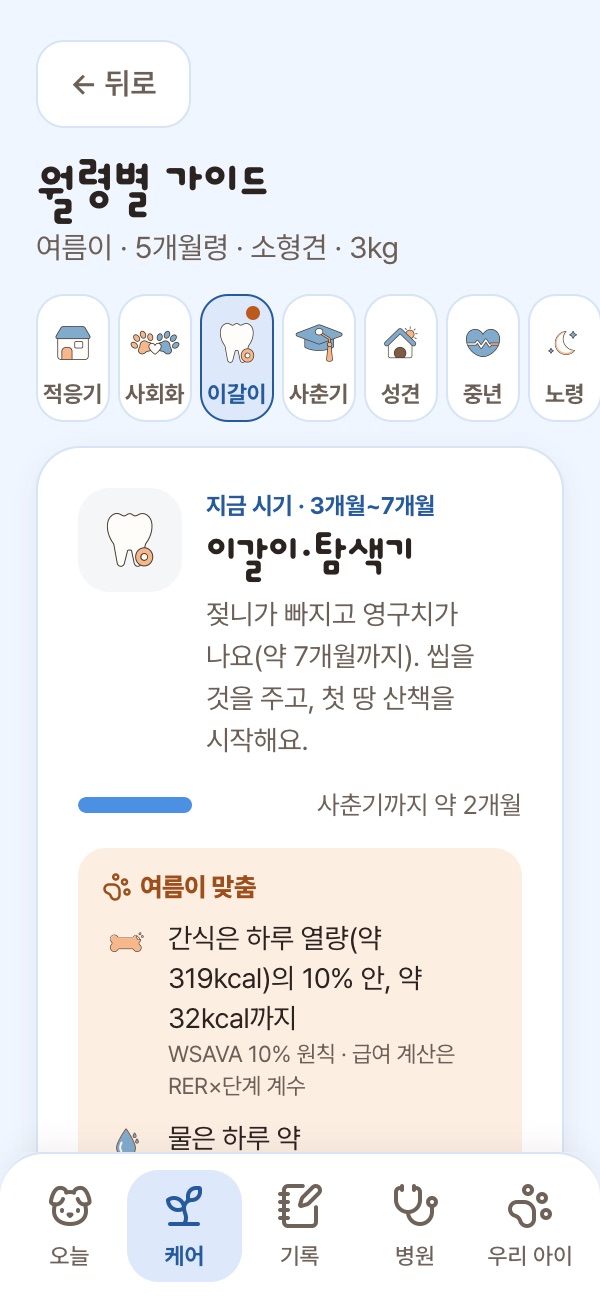 ← 뒤로
월령별 가이드
여름이 · 5개월령 · 소형견 · 3kg
적응기 사회화 이갈이 사춘기 성견 중년 노령
지금 시기 · 3개월~7개월
이갈이·탐색기
젖니가 빠지고 영구치가
나요(약 7개월까지). 씹을
것을 주고, 첫 땅 산책을
시작해요.
사춘기까지 약 2개월
여름이 맞춤
간식은 하루 열량(약
319kcal)의 10% 안, 약
32kcal까지
WSAVA 10% 원칙 · 급여 계산은
RER×단계 계수
물은 하루 약
오늘 케어 기록 병원 우리 아이